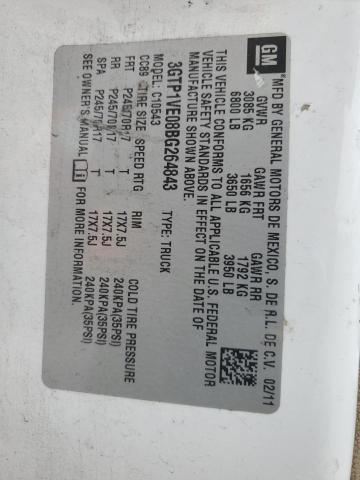 GM MFD BY GENERAL MOTORS DE MEXICO, S. DE R.L. DE C.V. 02/11
GVWR GAWR FRT GAWR RR
3085 KG 1656 KG 1792 KG
6800 LB 3650 LB 3950 LB
THIS VEHICLE CONFORMS TO ALL APPLICABLE U.S. FEDERAL MOTOR
VEHICLE SAFETY STANDARDS IN EFFECT ON THE DATE OF
MANUFACTURE SHOWN ABOVE.
3GTP1VE08BG264843 TYPE: TRUCK
MODEL: C10543
CC89 TIRE SIZE SPEED RTG RIM COLD TIRE PRESSURE
FRT P245/70R17 T 17X7.5J 240KPA(35PSI)
RR P245/70R17 T 17X7.5J 240KPA(35PSI)
SPA P245/70R17 T 17X7.5J 240KPA(35PSI)
SEE OWNER'S MANUAL FOR MORE INFORMATION.